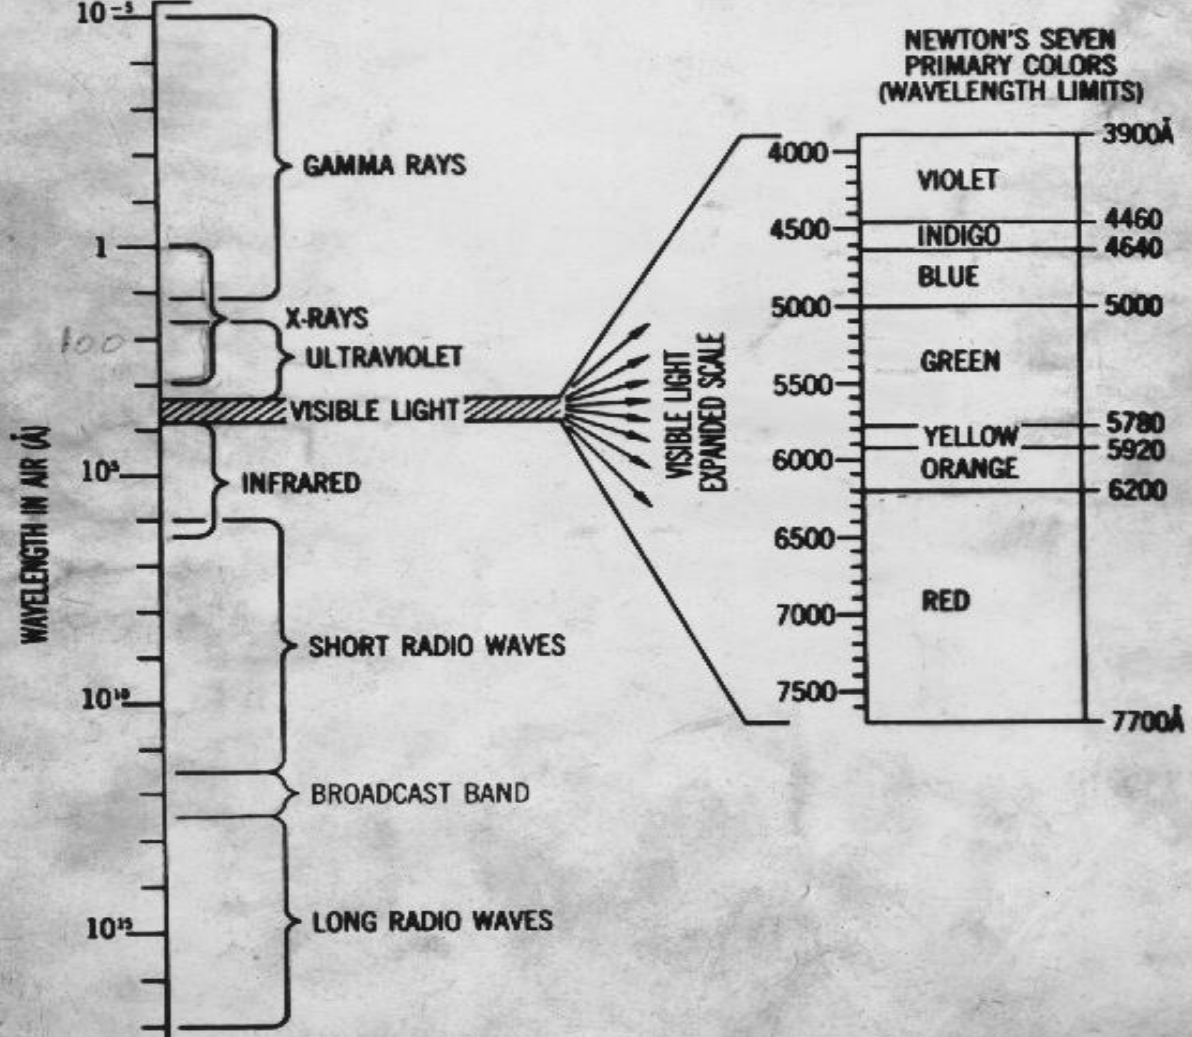 10⁻⁵
GAMMA RAYS
1
X-RAYS
100
ULTRAVIOLET
VISIBLE LIGHT
10⁵
INFRARED
WAVELENGTH IN AIR (Å)
SHORT RADIO WAVES
10¹⁰
BROADCAST BAND
10¹⁵
LONG RADIO WAVES
VISIBLE LIGHT
EXPANDED SCALE
NEWTON'S SEVEN
PRIMARY COLORS
(WAVELENGTH LIMITS)
3900Å
4000
VIOLET
4460
4500
INDIGO
4640
BLUE
5000
5000
GREEN
5500
5780
YELLOW
5920
6000
ORANGE
6200
6500
RED
7000
7500
7700Å